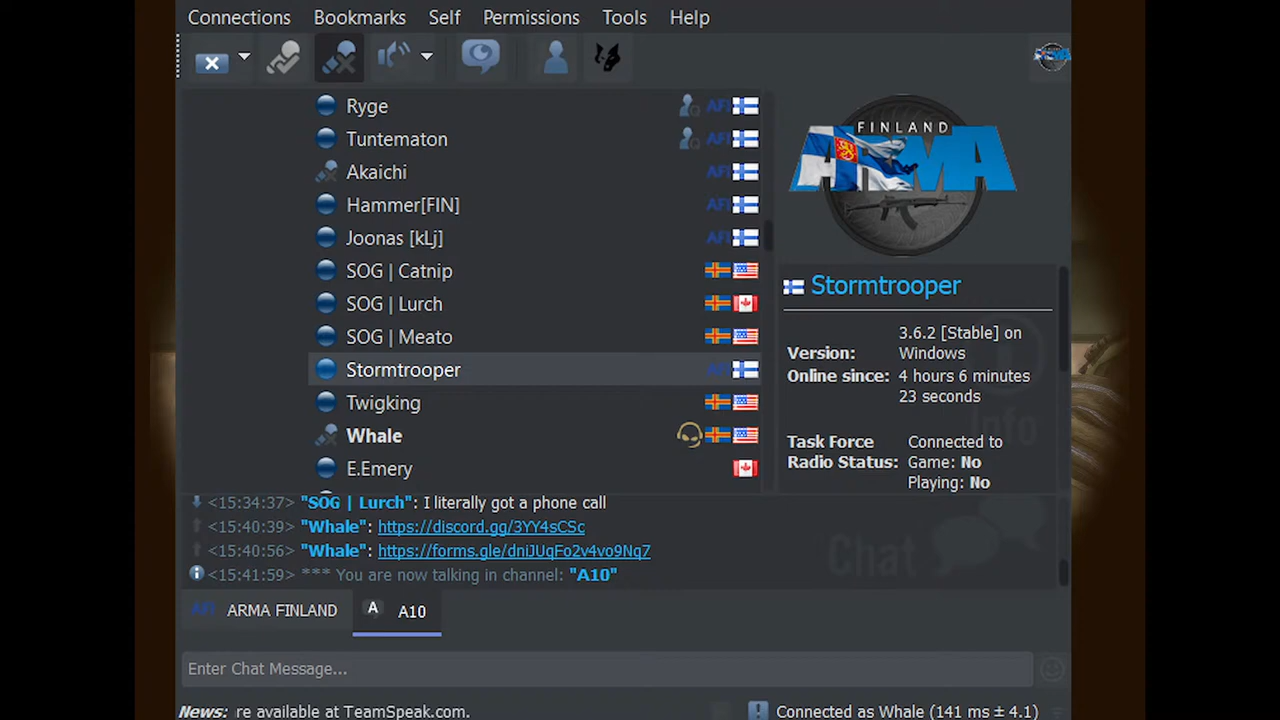 Connections Bookmarks Self Permissions Tools Help
Ryge
Tuntematon
Akaichi
Hammer[FIN]
Joonas [kLj]
SOG | Catnip
SOG | Lurch
SOG | Meato
Stormtrooper
Twigking
Whale
E.Emery
FINLAND
ARMA
Stormtrooper
Version: 3.6.2 [Stable] on Windows
Online since: 4 hours 6 minutes 23 seconds
Task Force Radio Status: Connected to Game: No
Playing: No
Info
<15:34:37> "SOG | Lurch": I literally got a phone call
<15:40:39> "Whale": https://discord.gg/3YY4sCSc
<15:40:56> "Whale": https://forms.gle/dniJUqFo2v4vo9Nq7
<15:41:59> *** You are now talking in channel: "A10"
Chat
ARMA FINLAND
A A10
Enter Chat Message...
News: re available at TeamSpeak.com.
Connected as Whale (141 ms ± 4.1)